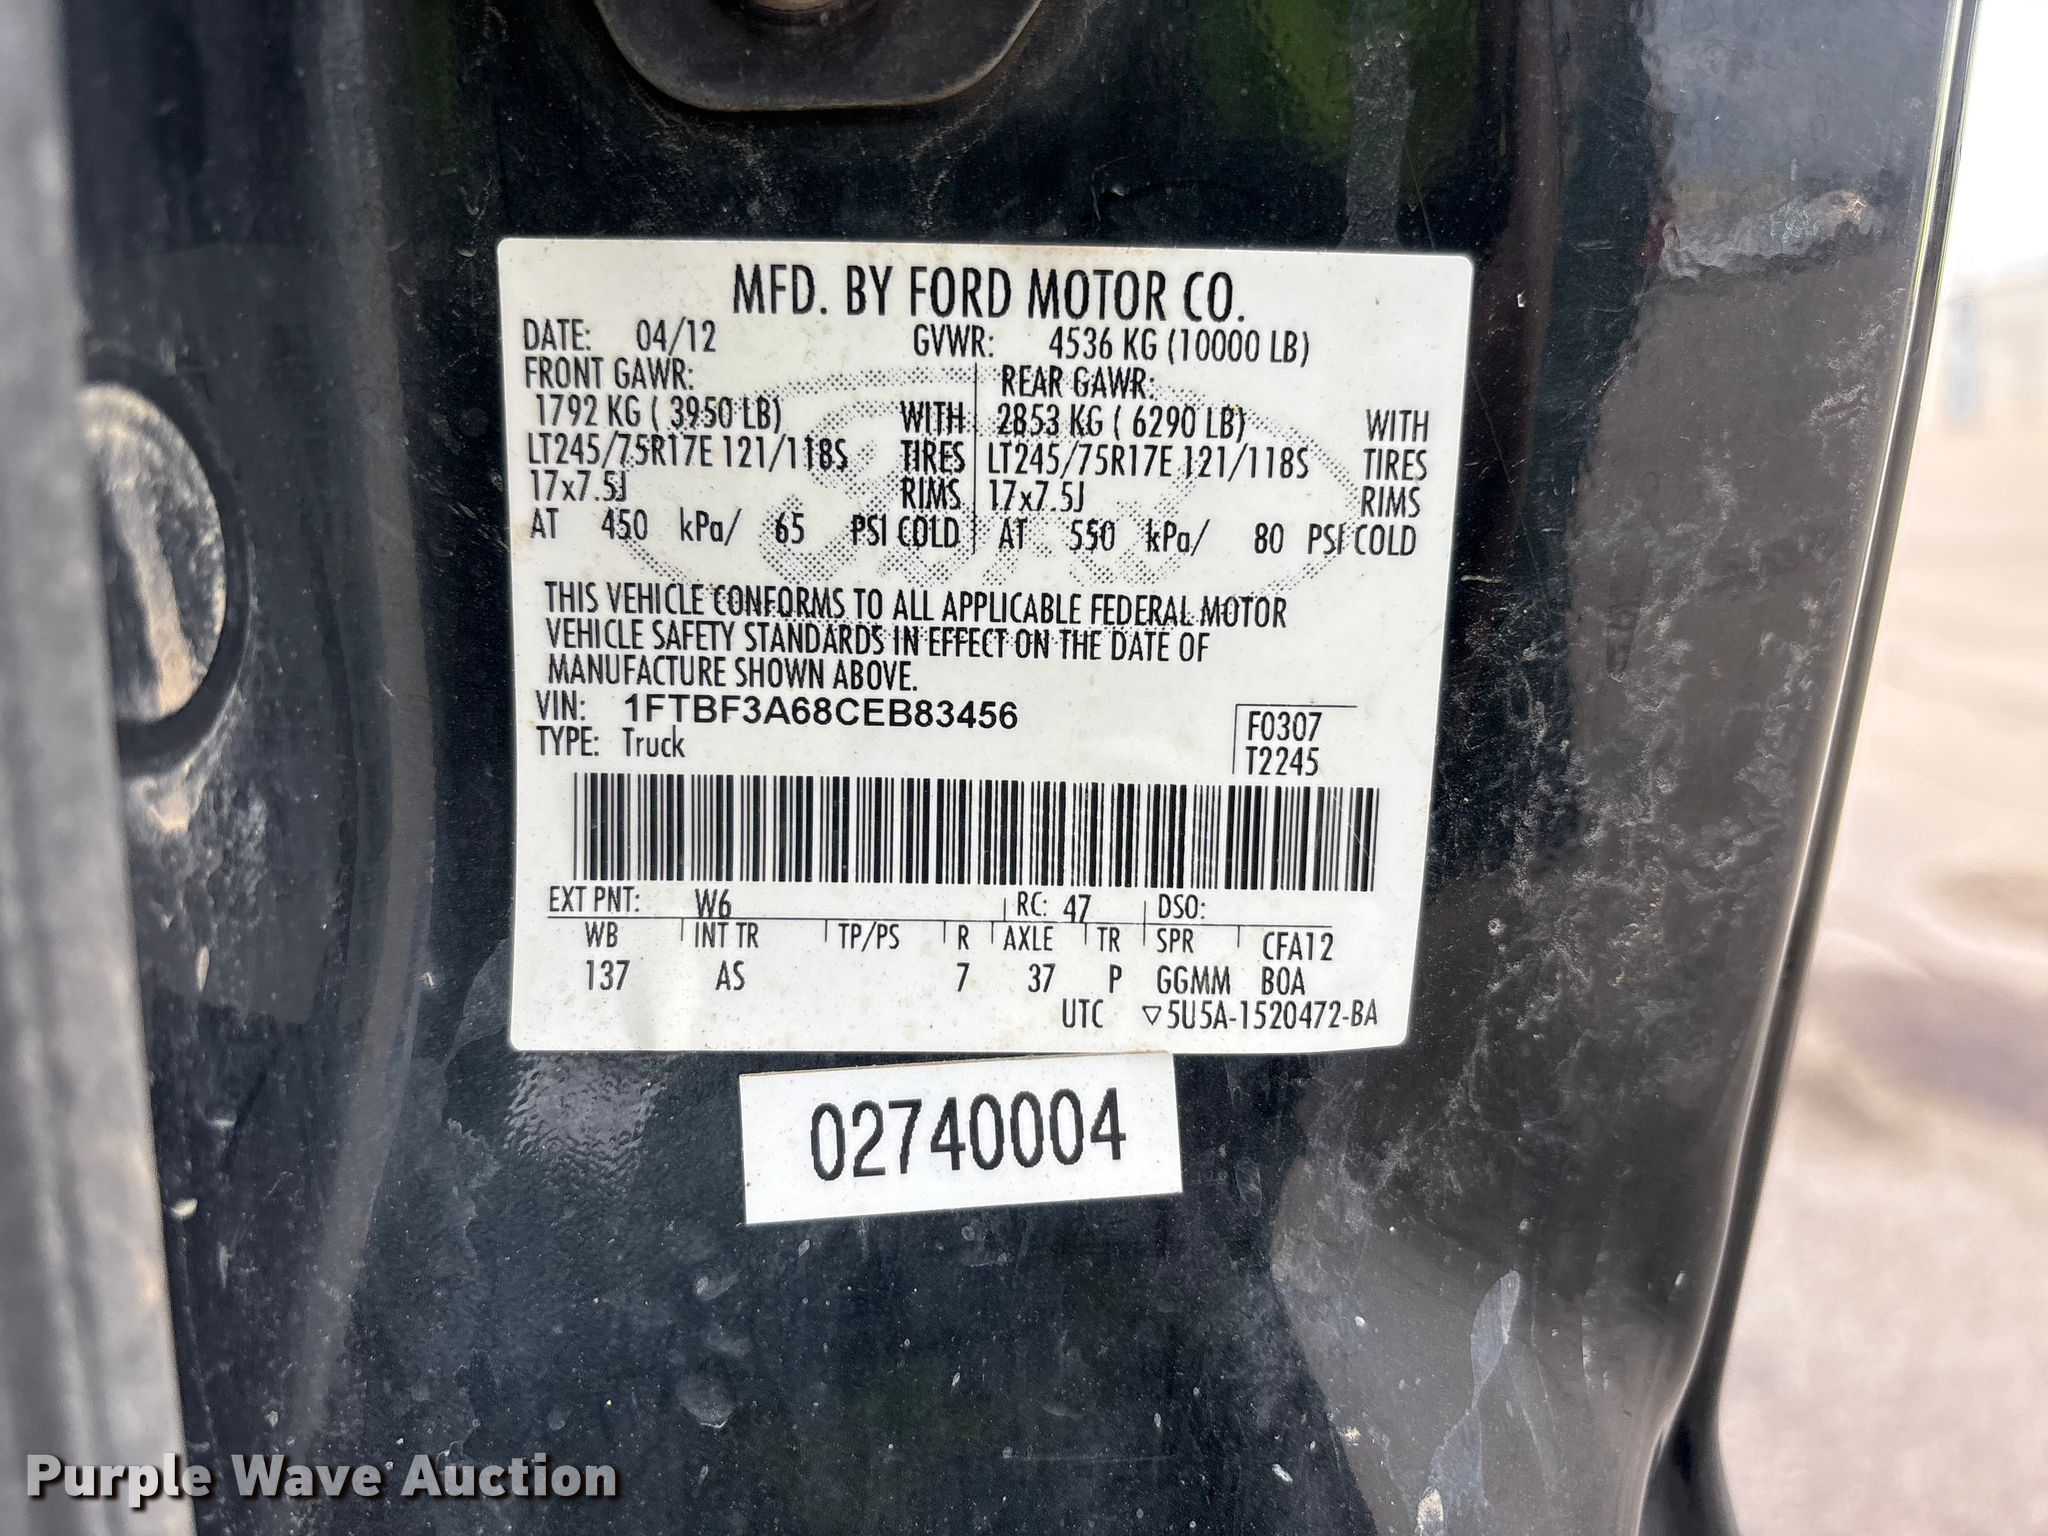 MFD. BY FORD MOTOR CO.
DATE: 04/12 GVWR: 4536 KG (10000 LB)
FRONT GAWR: REAR GAWR:
1792 KG ( 3950 LB) WITH 2853 KG ( 6290 LB) WITH
LT245/75R17E 121/118S TIRES LT245/75R17E 121/118S TIRES
17x7.5J RIMS 17x7.5J RIMS
AT 450 kPa/ 65 PSI COLD AT 550 kPa/ 80 PSI COLD
THIS VEHICLE CONFORMS TO ALL APPLICABLE FEDERAL MOTOR
VEHICLE SAFETY STANDARDS IN EFFECT ON THE DATE OF
MANUFACTURE SHOWN ABOVE.
VIN: 1FTBF3A68CEB83456
TYPE: Truck
F0307
T2245
EXT PNT: W6 RC: 47 DSO:
WB INT TR TP/PS R AXLE TR SPR CFA12
137 AS 7 37 P GGMM BOA
UTC ▽5U5A-1520472-BA
02740004
Purple Wave Auction